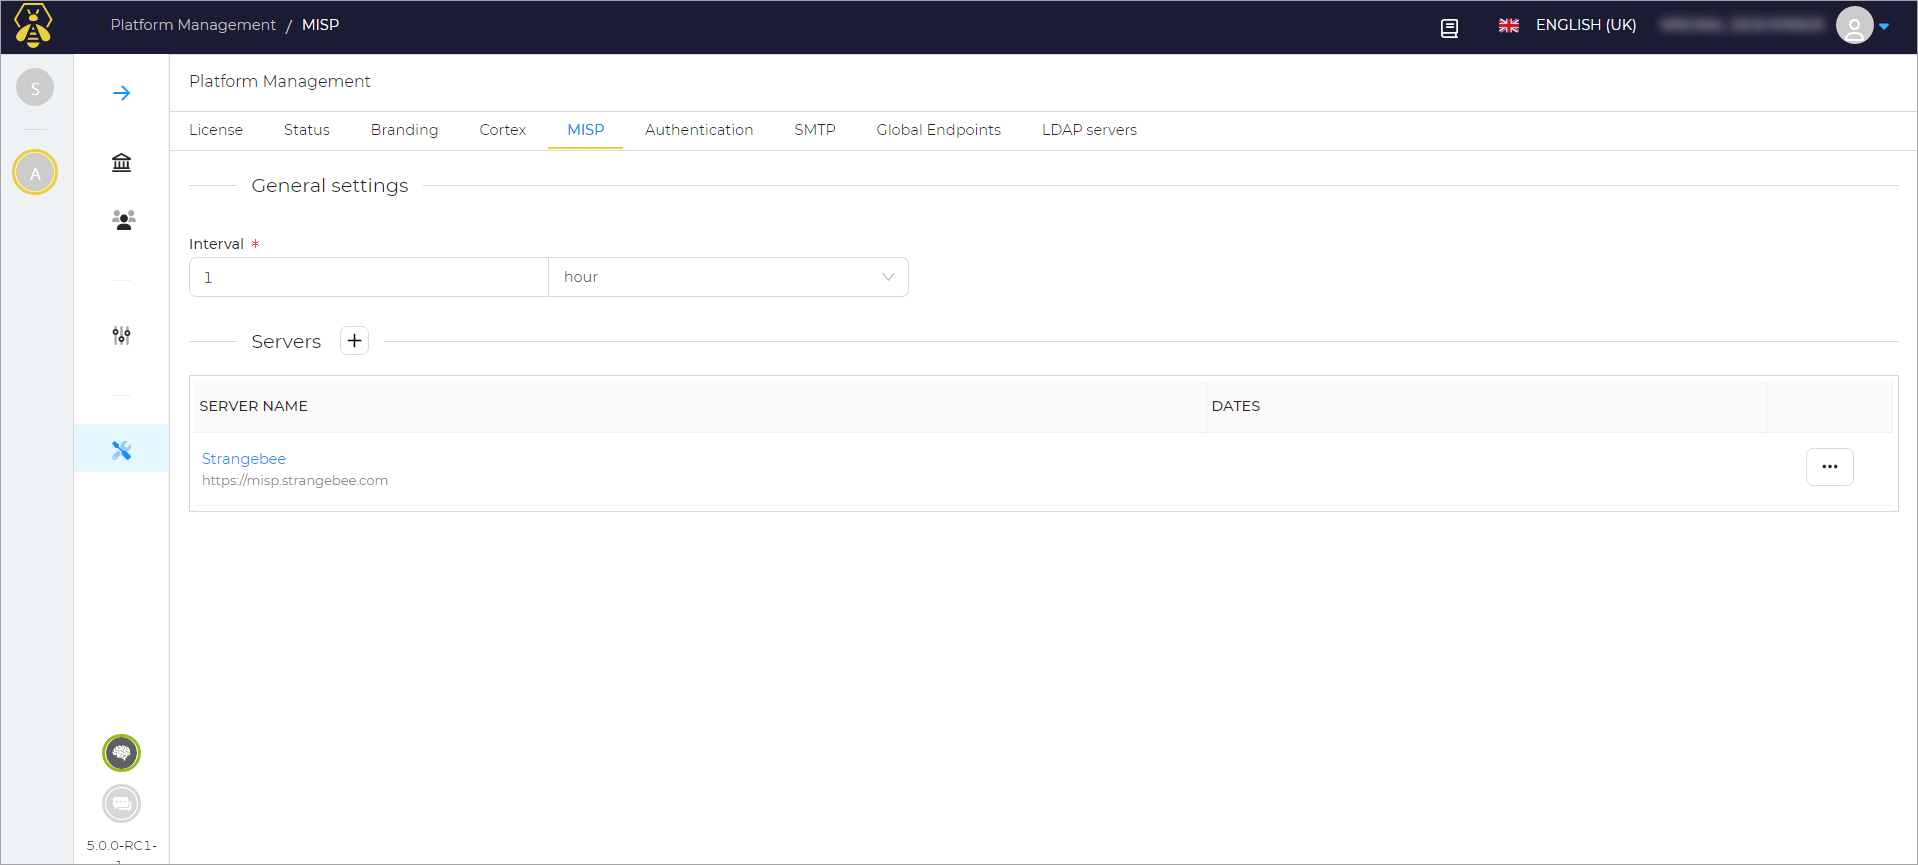 Platform Management / MISP
ENGLISH (UK)
S
A
Platform Management
License Status Branding Cortex MISP Authentication SMTP Global Endpoints LDAP servers
General settings
Interval *
1 hour
Servers +
SERVER NAME DATES
Strangebee
https://misp.strangebee.com
5.0.0-RC1-